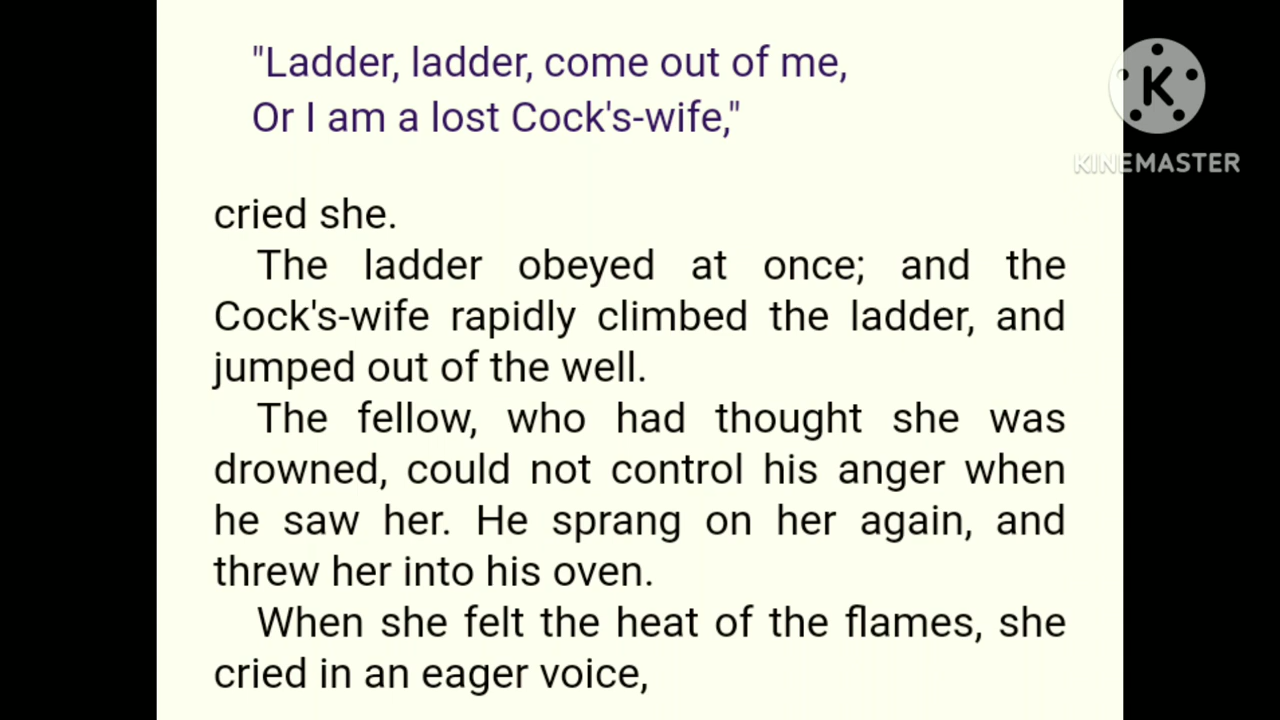 "Ladder, ladder, come out of me,
Or I am a lost Cock's-wife,"
K
KINEMASTER
cried she.
The ladder obeyed at once; and the
Cock's-wife rapidly climbed the ladder, and
jumped out of the well.
The fellow, who had thought she was
drowned, could not control his anger when
he saw her. He sprang on her again, and
threw her into his oven.
When she felt the heat of the flames, she
cried in an eager voice,